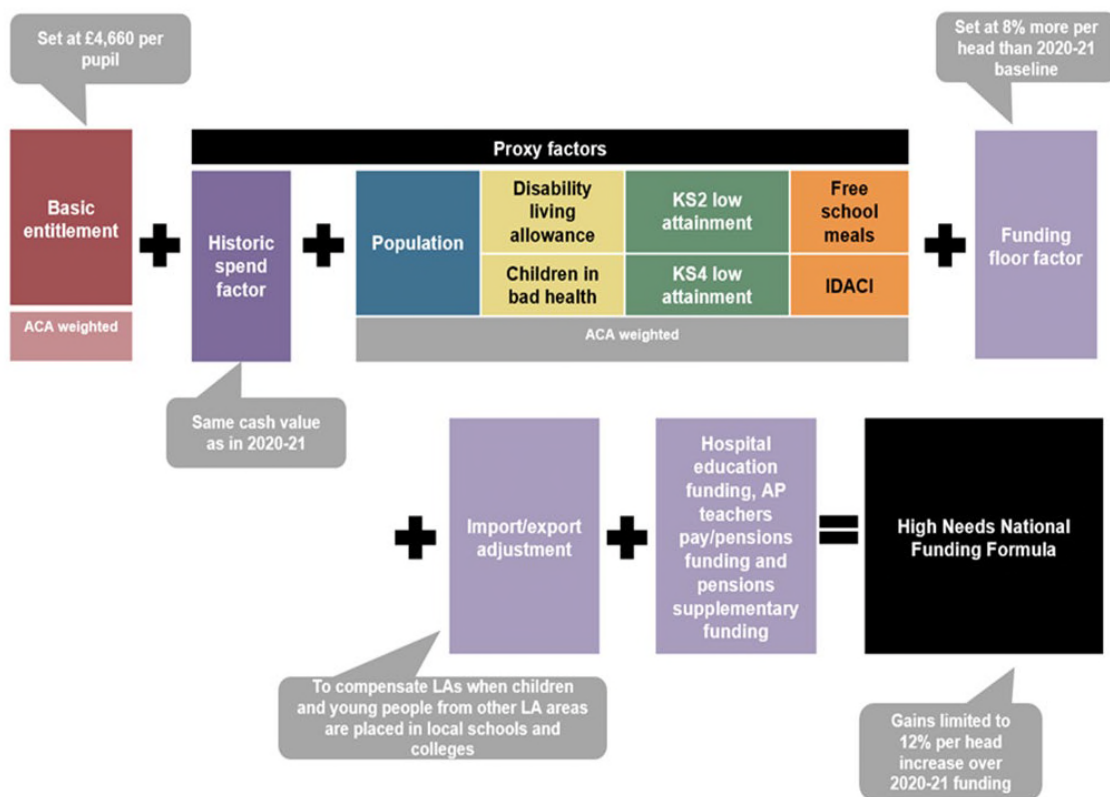 Set at £4,660 per
pupil
Set at 8% more per
head than 2020-21
baseline
Basic
entitlement
ACA weighted
Proxy factors
Historic
spend
factor
Population
Disability
living
allowance
Children in
bad health
KS2 low
attainment
KS4 low
attainment
Free
school
meals
IDACI
ACA weighted
Funding
floor factor
Same cash value
as in 2020-21
Import/export
adjustment
Hospital
education
funding, AP
teachers
pay/pensions
funding and
pensions
supplementary
funding
High Needs National
Funding Formula
To compensate LAs when children
and young people from other LA areas
are placed in local schools and
colleges
Gains limited to
12% per head
increase over
2020-21 funding